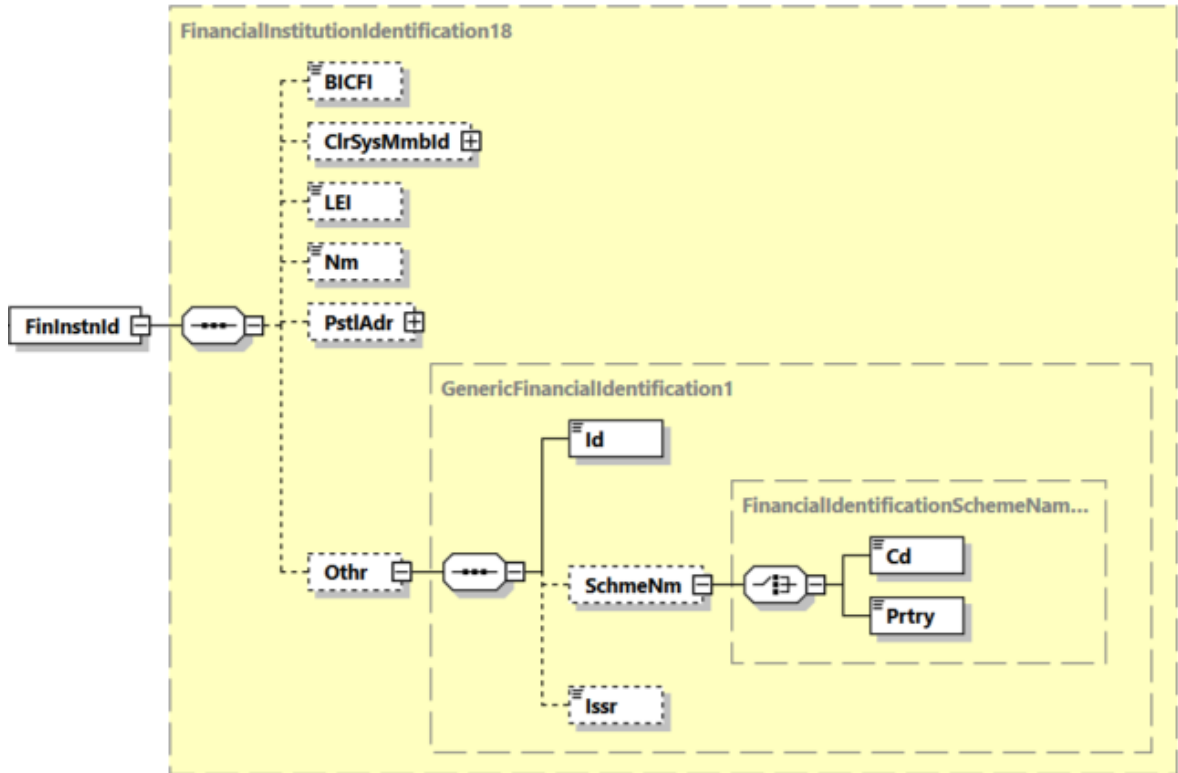 FinancialInstitutionIdentification18
BICFI
ClrSysMmbId
LEI
Nm
FinInstnId
PstlAdr
GenericFinancialIdentification1
Id
FinancialIdentificationSchemeNam...
Othr
SchmeNm
Cd
Prtry
Issr